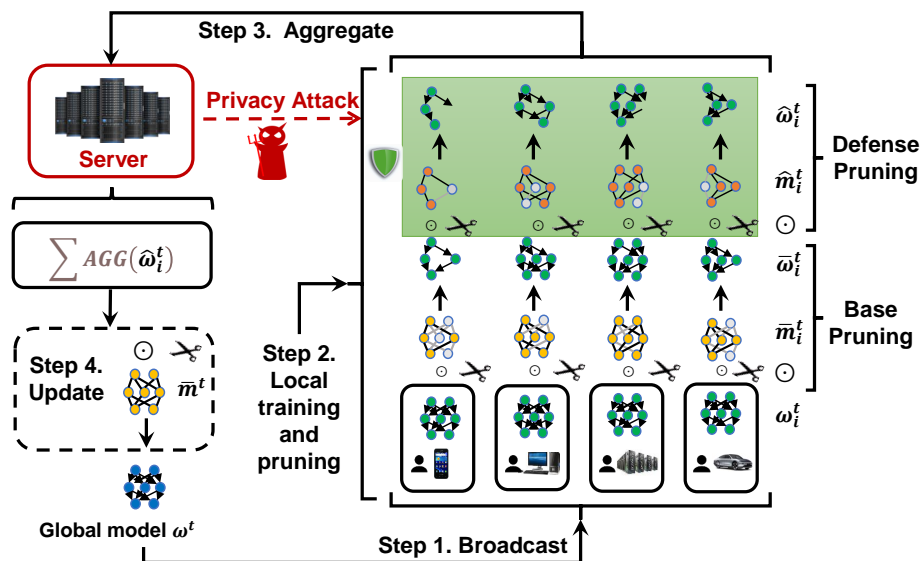 Step 3. Aggregate
Server
Privacy Attack
∑ AGG(ω̂ᵢᵗ)
Step 4.
Update
⊙
m̄ᵗ
Global model ωᵗ
Step 2.
Local
training
and
pruning
ω̂ᵢᵗ
m̂ᵢᵗ
⊙
Defense
Pruning
⊙ ⊙ ⊙ ⊙
ω̄ᵢᵗ
m̄ᵢᵗ
⊙
Base
Pruning
⊙ ⊙ ⊙ ⊙
ωᵢᵗ
Step 1. Broadcast